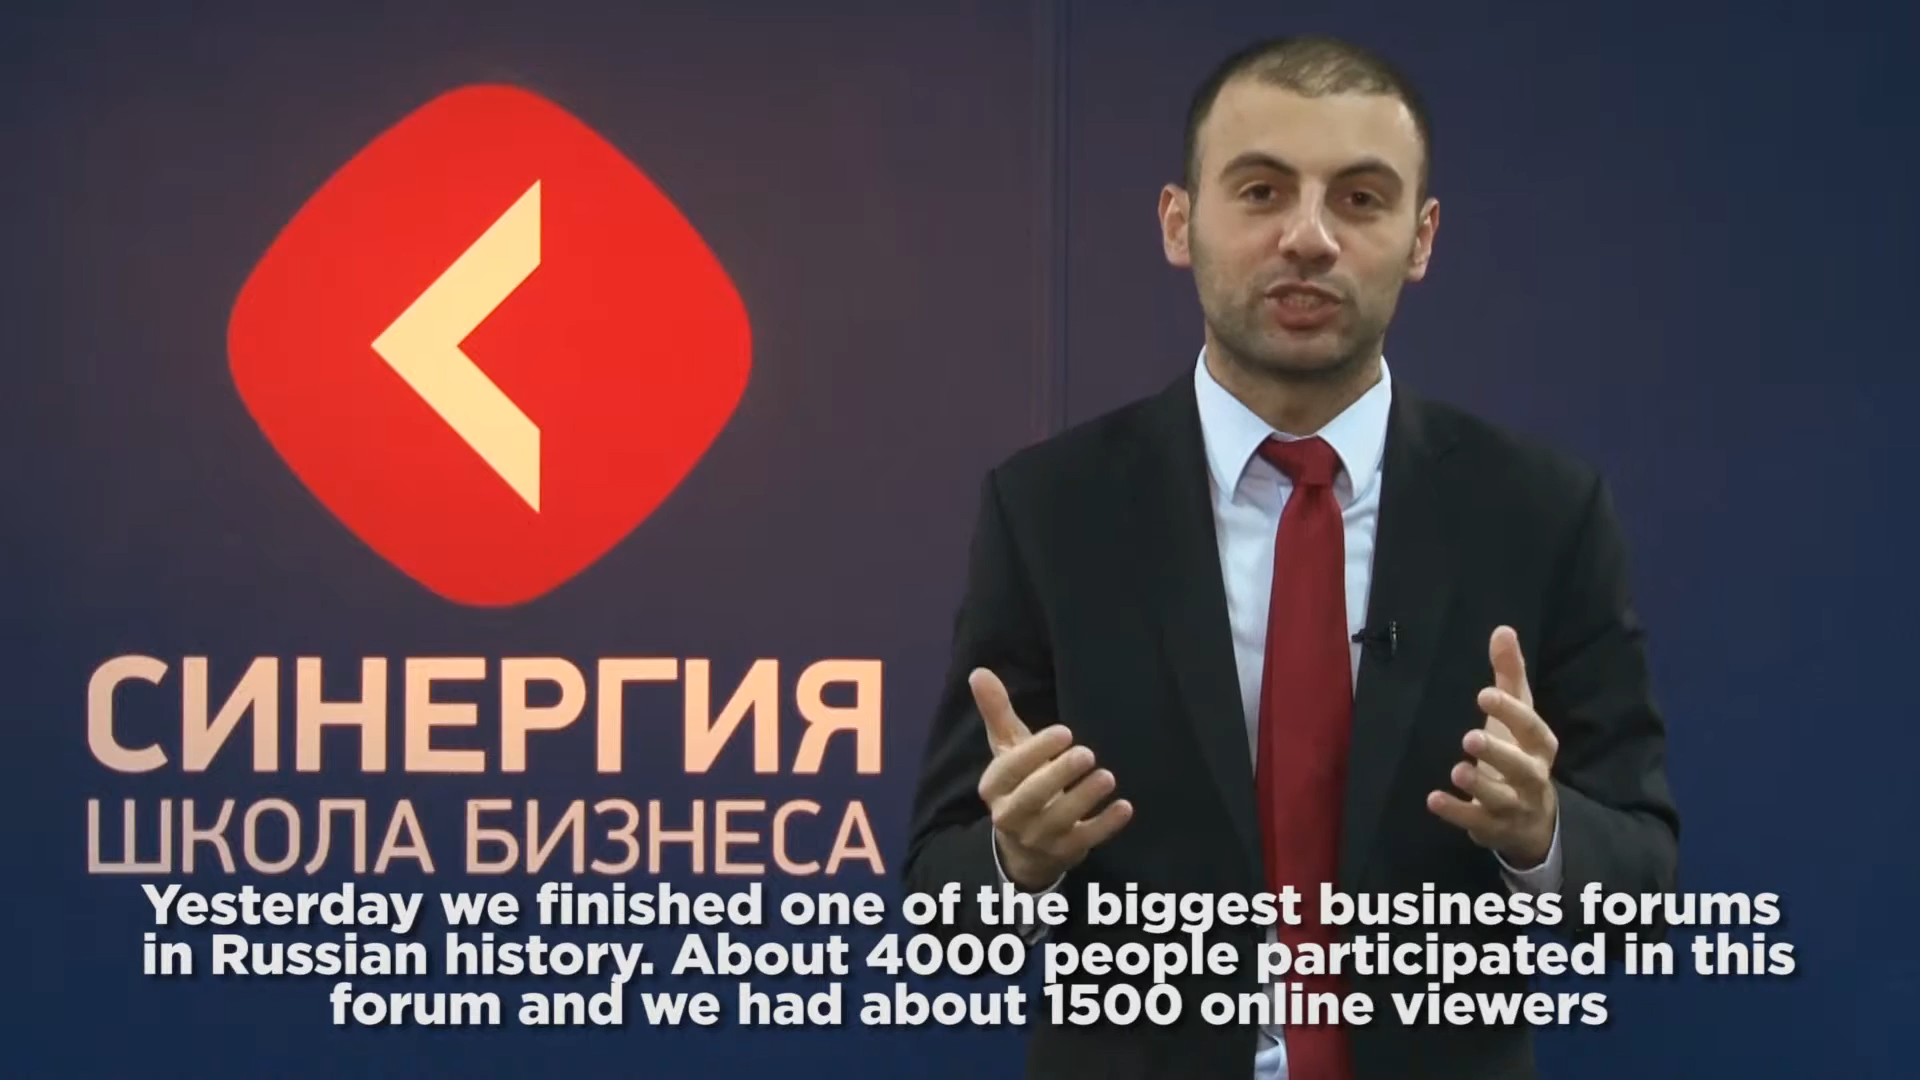 СИНЕРГИЯ
ШКОЛА БИЗНЕСА
Yesterday we finished one of the biggest business forums
in Russian history. About 4000 people participated in this
forum and we had about 1500 online viewers